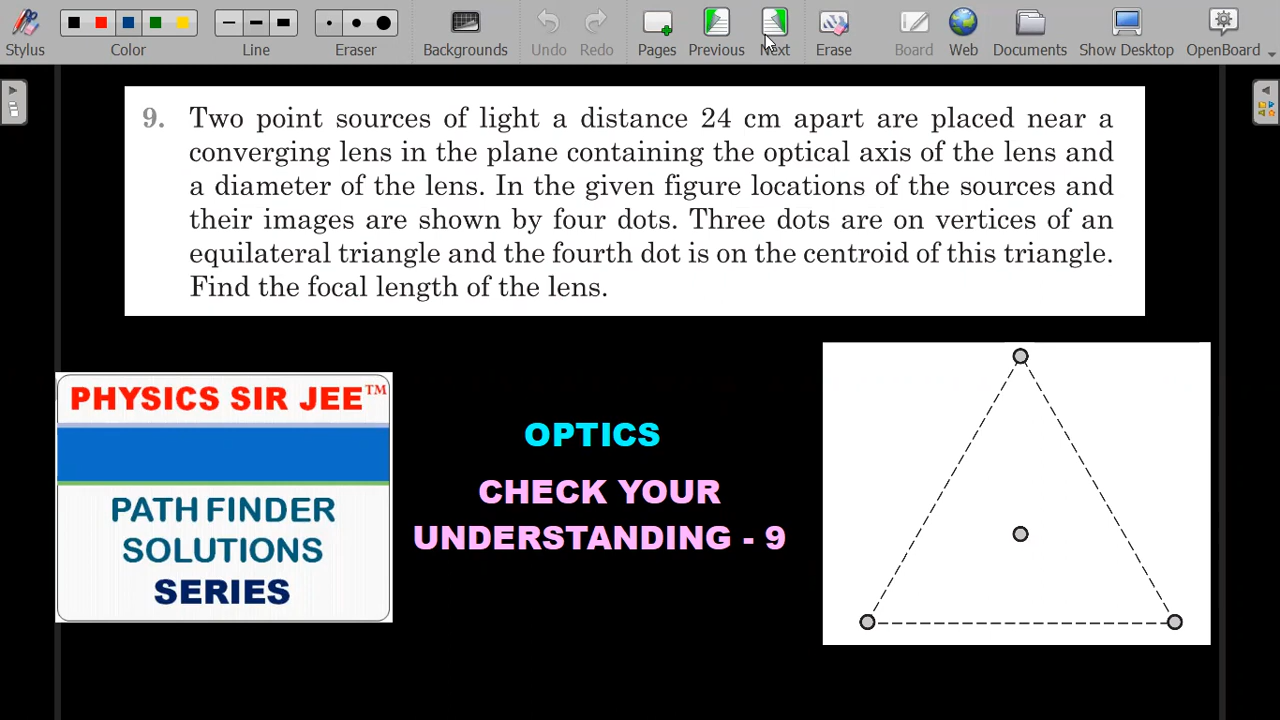 Stylus Color Line Eraser Backgrounds Undo Redo Pages Previous Next Erase Board Web Documents Show Desktop OpenBoard
9. Two point sources of light a distance 24 cm apart are placed near a
converging lens in the plane containing the optical axis of the lens and
a diameter of the lens. In the given figure locations of the sources and
their images are shown by four dots. Three dots are on vertices of an
equilateral triangle and the fourth dot is on the centroid of this triangle.
Find the focal length of the lens.
PHYSICS SIR JEE™
PATH FINDER
SOLUTIONS
SERIES
OPTICS
CHECK YOUR
UNDERSTANDING - 9